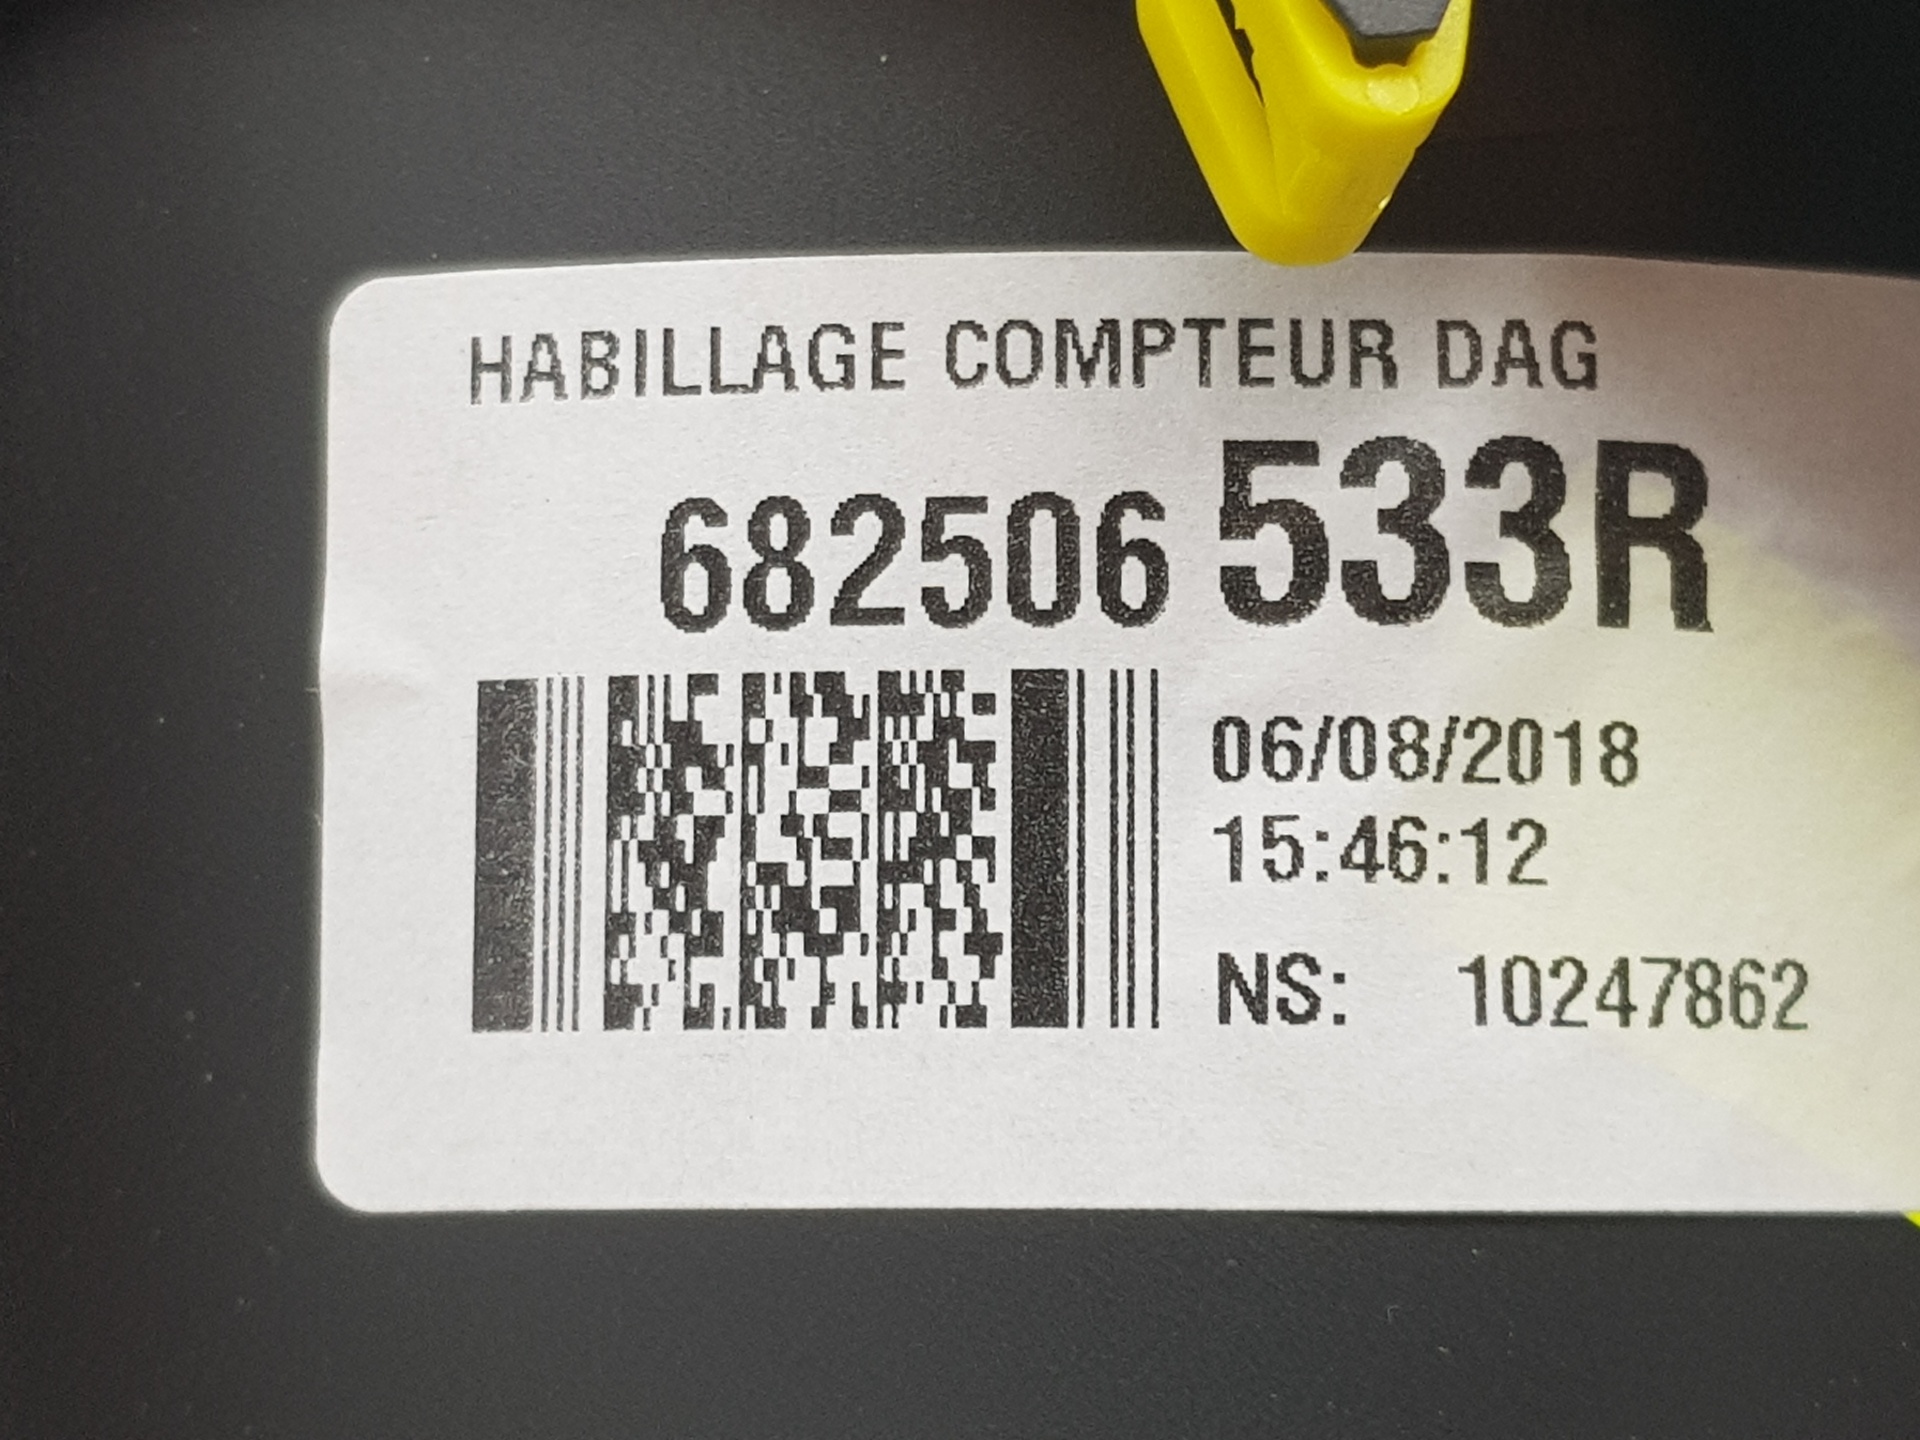 HABILLAGE COMPTEUR DAG
682506 533R
06/08/2018
15:46:12
NS: 10247862